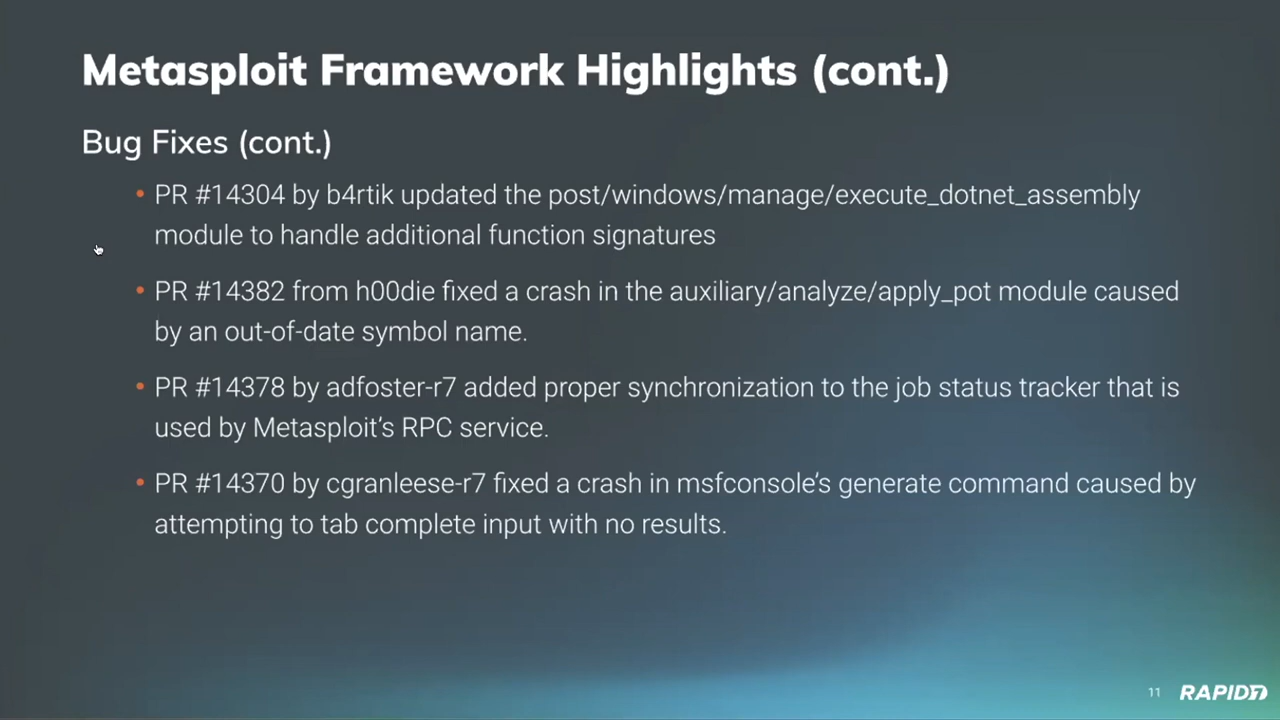 Metasploit Framework Highlights (cont.)
Bug Fixes (cont.)
• PR #14304 by b4rtik updated the post/windows/manage/execute_dotnet_assembly
module to handle additional function signatures
• PR #14382 from h00die fixed a crash in the auxiliary/analyze/apply_pot module caused
by an out-of-date symbol name.
• PR #14378 by adfoster-r7 added proper synchronization to the job status tracker that is
used by Metasploit’s RPC service.
• PR #14370 by cgranleese-r7 fixed a crash in msfconsole’s generate command caused by
attempting to tab complete input with no results.
11 RAPID7